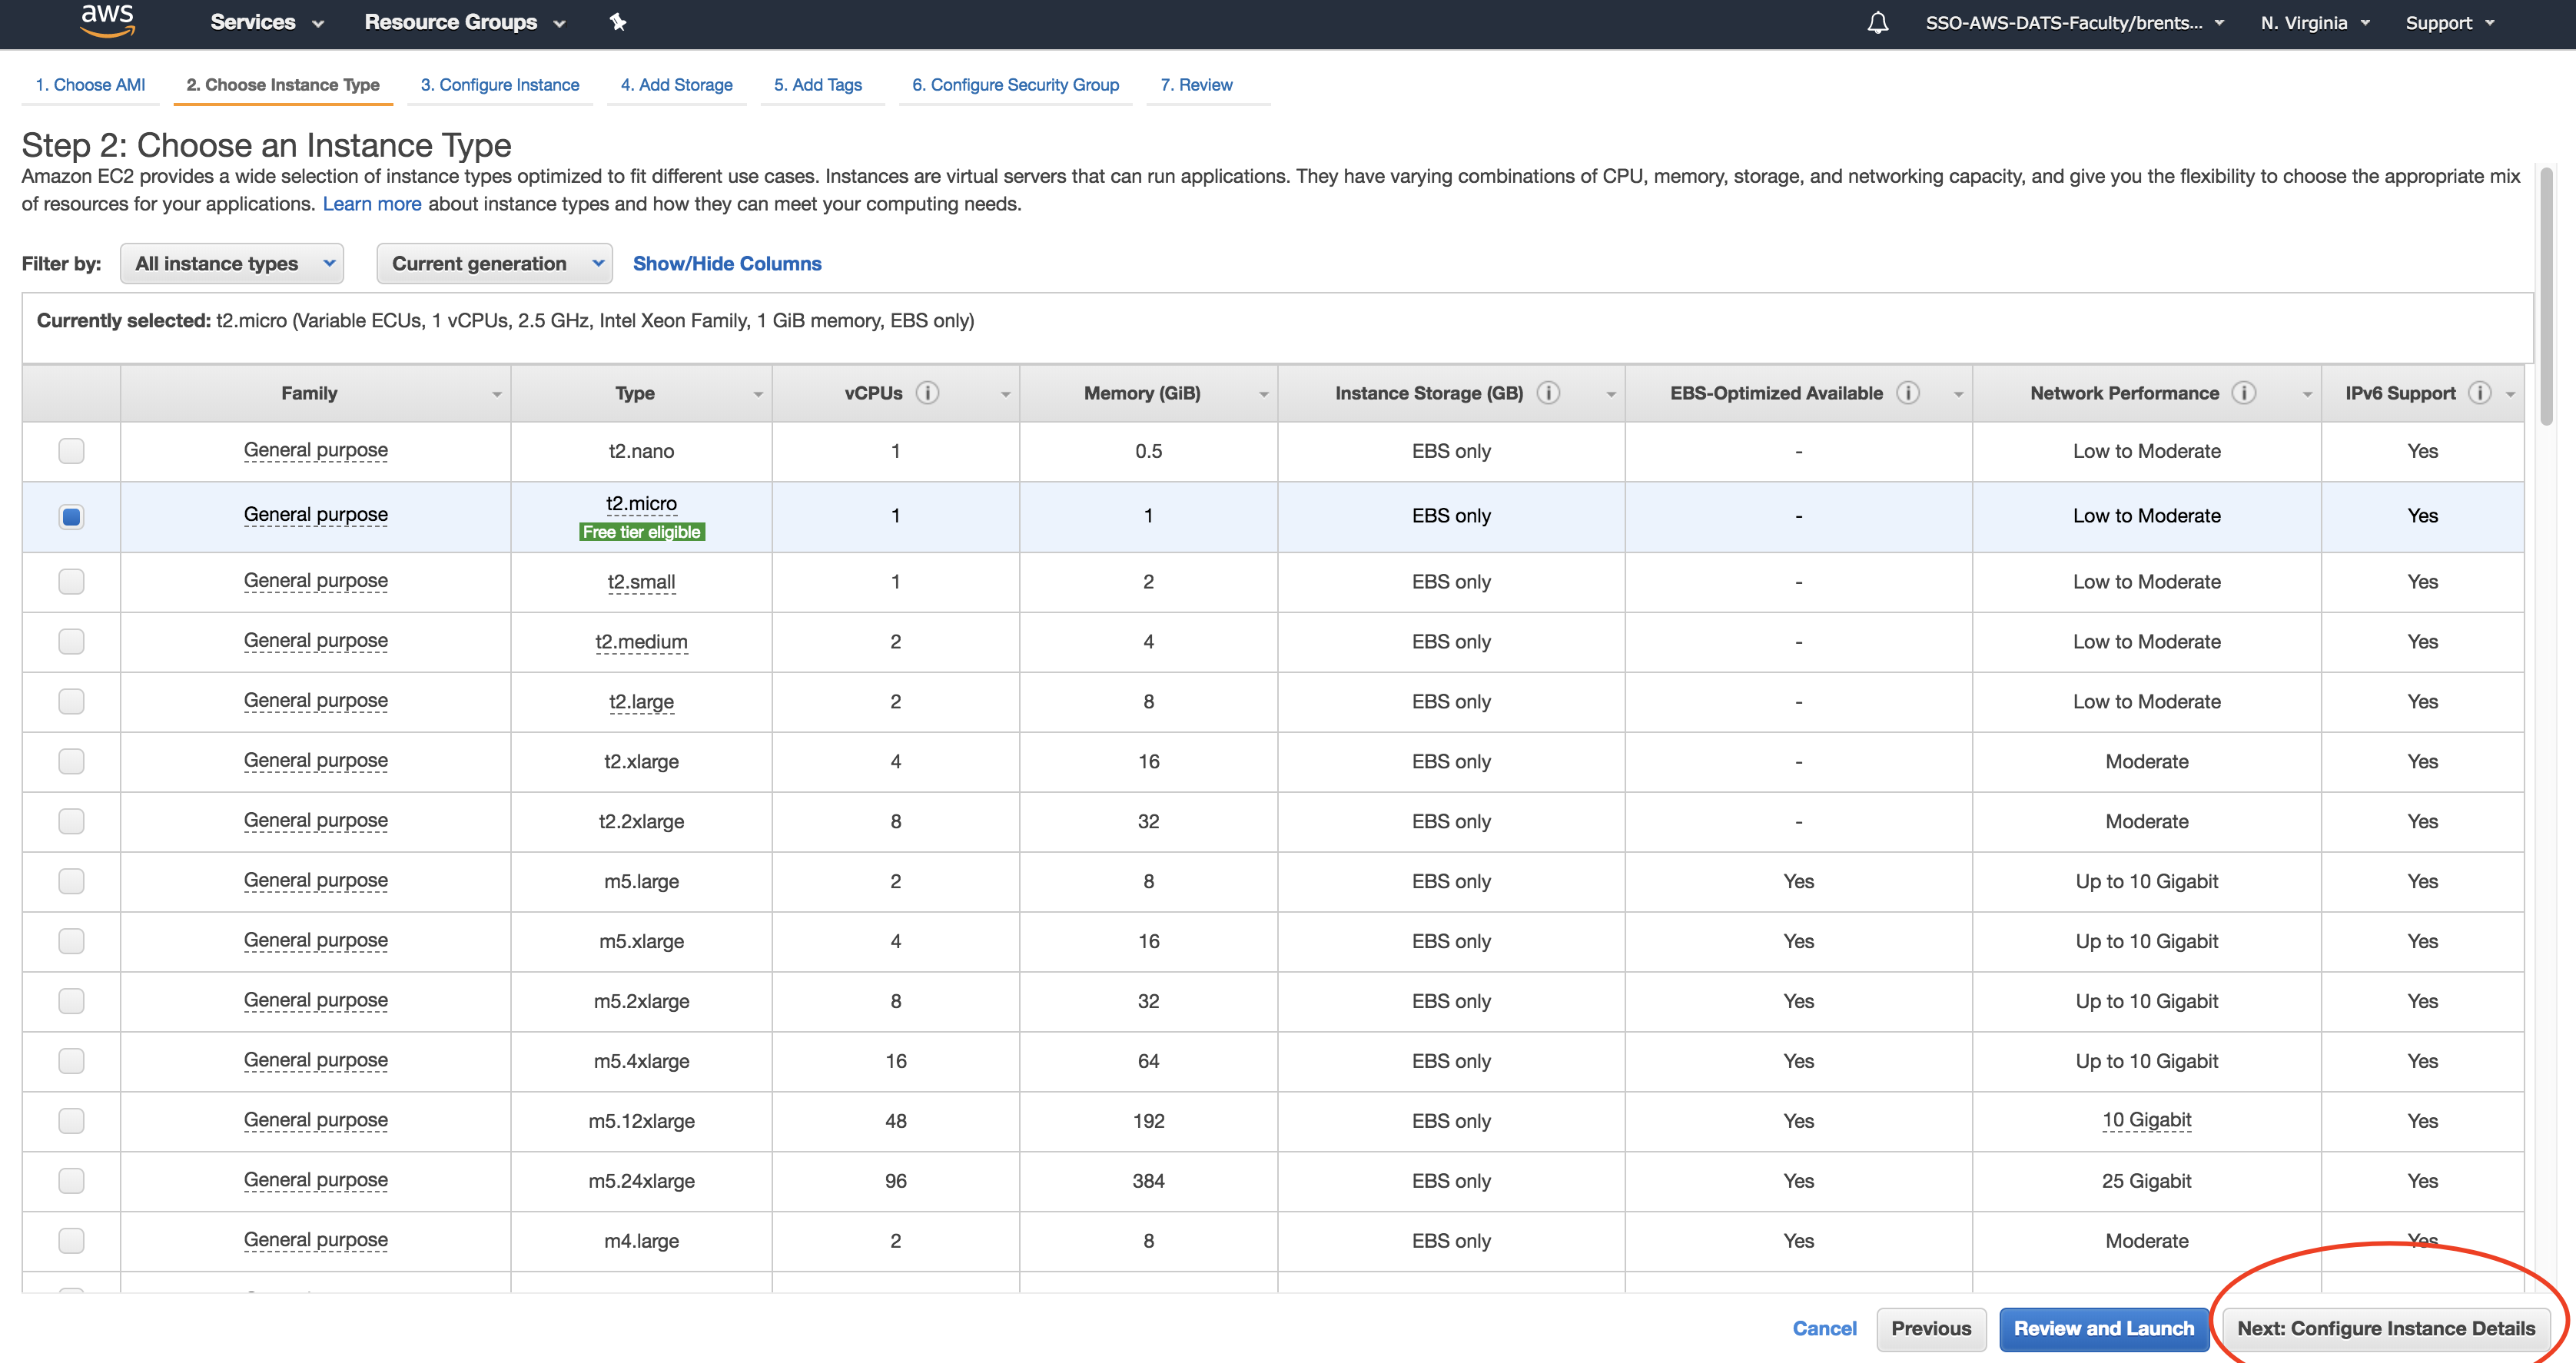 aws Services Resource Groups SSO-AWS-DATS-Faculty/brents... N. Virginia Support
1. Choose AMI 2. Choose Instance Type 3. Configure Instance 4. Add Storage 5. Add Tags 6. Configure Security Group 7. Review
Step 2: Choose an Instance Type
Amazon EC2 provides a wide selection of instance types optimized to fit different use cases. Instances are virtual servers that can run applications. They have varying combinations of CPU, memory, storage, and networking capacity, and give you the flexibility to choose the appropriate mix
of resources for your applications. Learn more about instance types and how they can meet your computing needs.
Filter by: All instance types Current generation Show/Hide Columns
Currently selected: t2.micro (Variable ECUs, 1 vCPUs, 2.5 GHz, Intel Xeon Family, 1 GiB memory, EBS only)
Family Type vCPUs i Memory (GiB) Instance Storage (GB) i EBS-Optimized Available i Network Performance i IPv6 Support i
General purpose t2.nano 1 0.5 EBS only - Low to Moderate Yes
General purpose t2.micro 1 1 EBS only - Low to Moderate Yes
Free tier eligible
General purpose t2.small 1 2 EBS only - Low to Moderate Yes
General purpose t2.medium 2 4 EBS only - Low to Moderate Yes
General purpose t2.large 2 8 EBS only - Low to Moderate Yes
General purpose t2.xlarge 4 16 EBS only - Moderate Yes
General purpose t2.2xlarge 8 32 EBS only - Moderate Yes
General purpose m5.large 2 8 EBS only Yes Up to 10 Gigabit Yes
General purpose m5.xlarge 4 16 EBS only Yes Up to 10 Gigabit Yes
General purpose m5.2xlarge 8 32 EBS only Yes Up to 10 Gigabit Yes
General purpose m5.4xlarge 16 64 EBS only Yes Up to 10 Gigabit Yes
General purpose m5.12xlarge 48 192 EBS only Yes 10 Gigabit Yes
General purpose m5.24xlarge 96 384 EBS only Yes 25 Gigabit Yes
General purpose m4.large 2 8 EBS only Yes Moderate Yes
Cancel Previous Review and Launch Next: Configure Instance Details